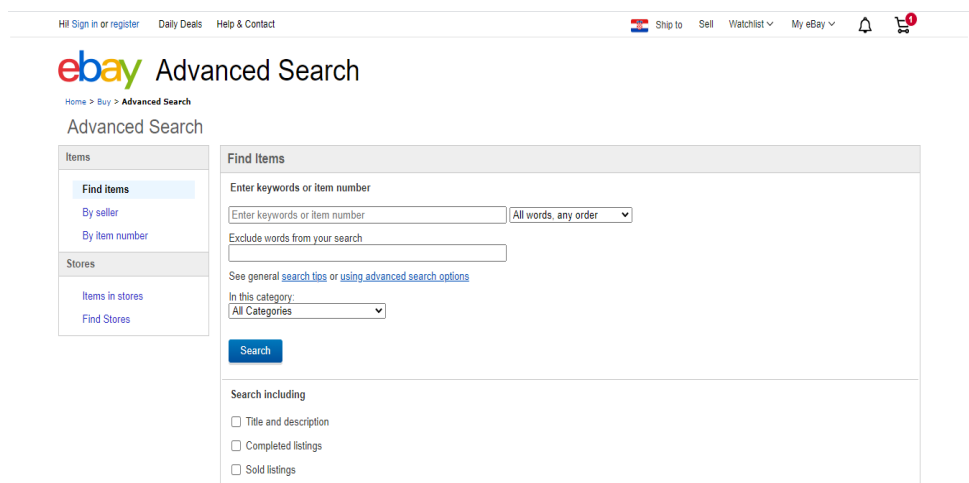 Hi! Sign in or register Daily Deals Help & Contact Ship to Sell Watchlist My eBay 1
ebay Advanced Search
Home > Buy > Advanced Search
Advanced Search
Items
Find items
By seller
By item number
Stores
Items in stores
Find Stores
Find Items
Enter keywords or item number
Enter keywords or item number All words, any order
Exclude words from your search
See general search tips or using advanced search options
In this category:
All Categories
Search
Search including
Title and description
Completed listings
Sold listings